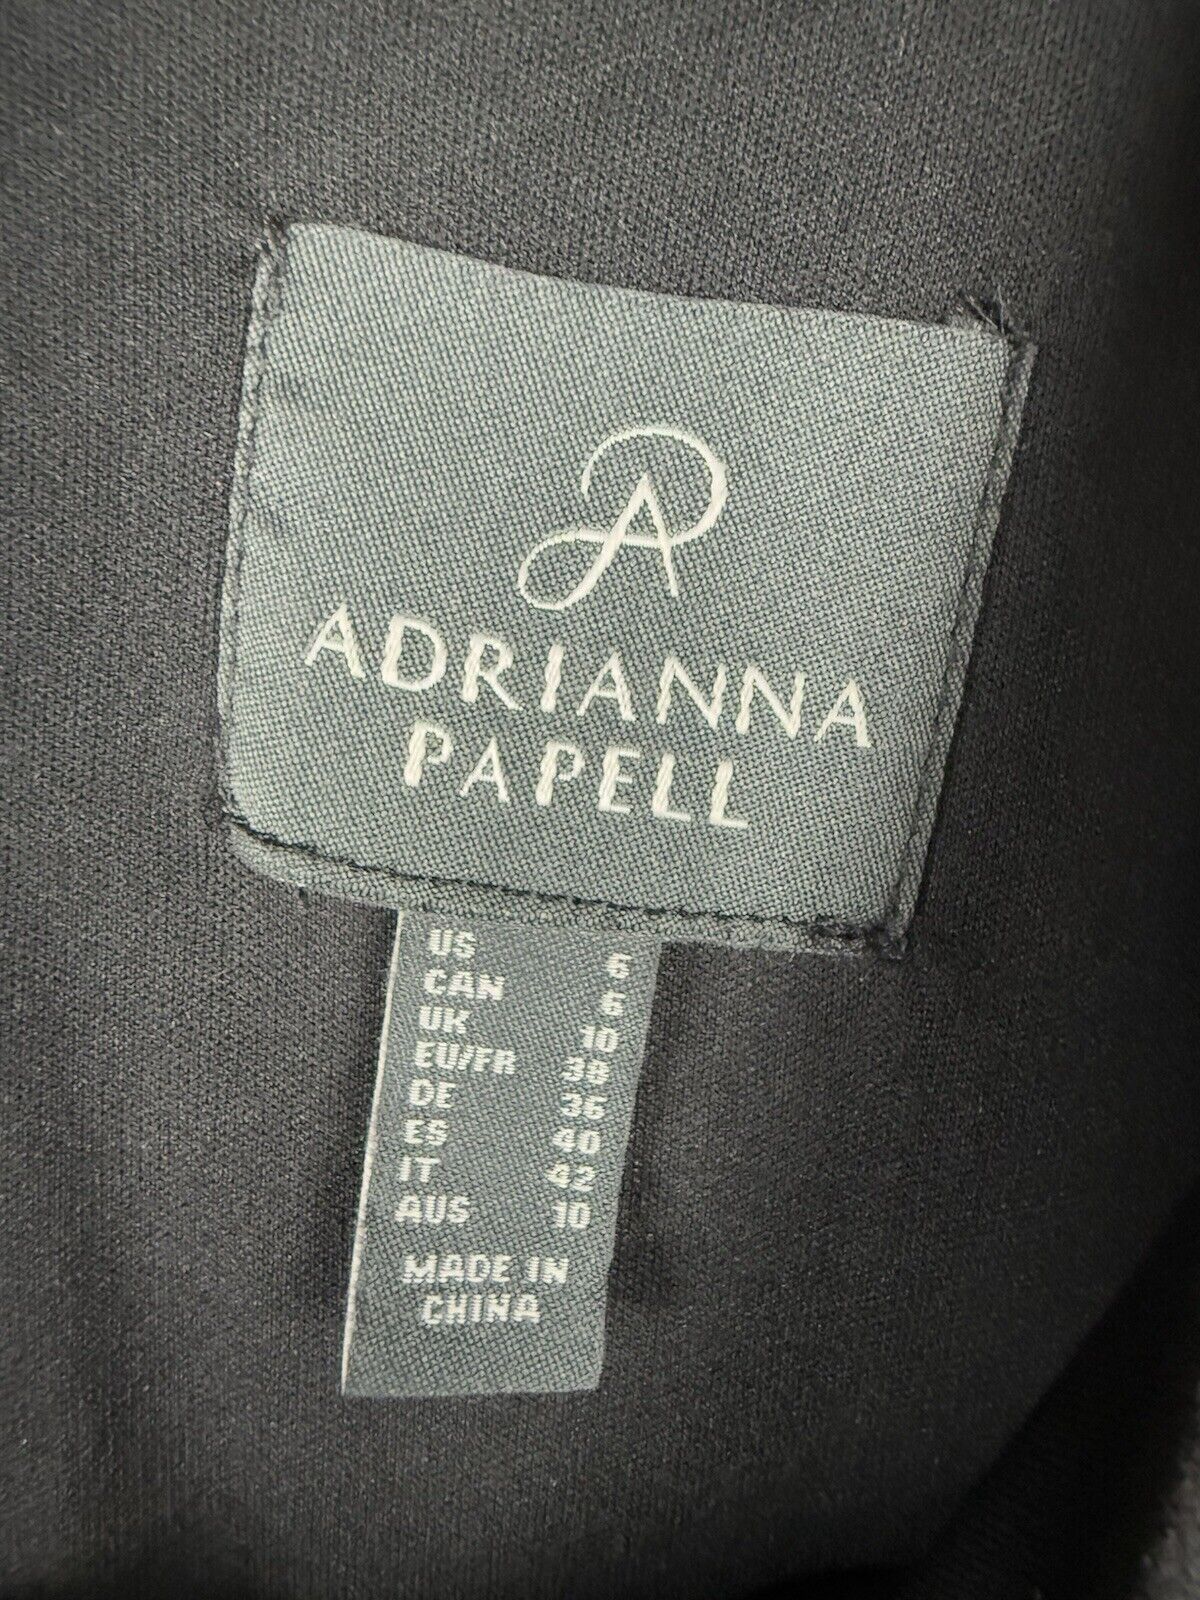 AP
ADRIANNA
PAPELL
US 6
CAN 6
UK 10
EU/FR 38
DE 36
ES 40
IT 42
AUS 10
MADE IN
CHINA